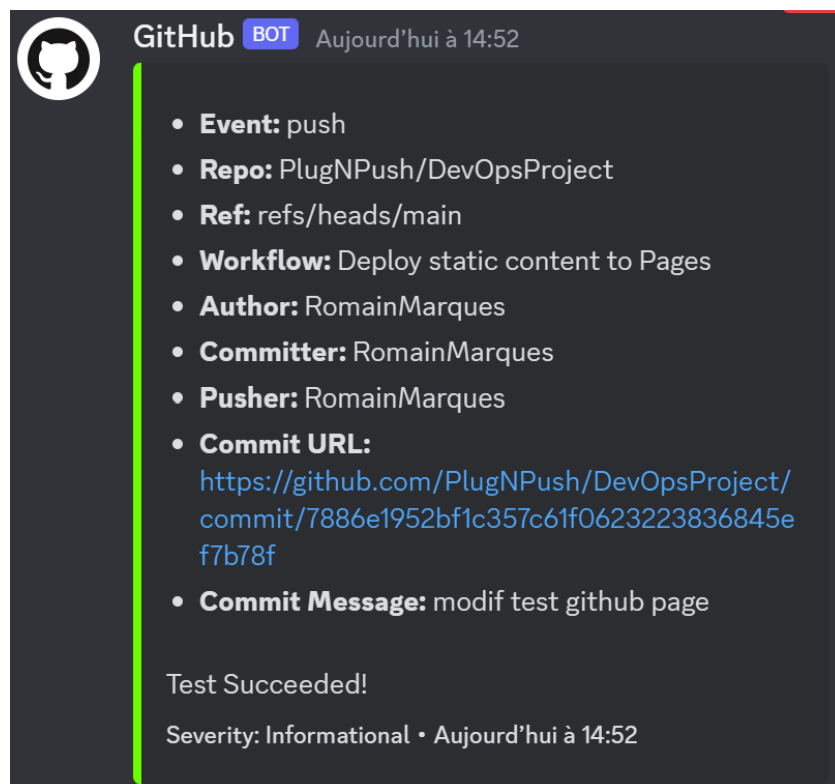 GitHub BOT Aujourd'hui à 14:52
• Event: push
• Repo: PlugNPush/DevOpsProject
• Ref: refs/heads/main
• Workflow: Deploy static content to Pages
• Author: RomainMarques
• Committer: RomainMarques
• Pusher: RomainMarques
• Commit URL:
https://github.com/PlugNPush/DevOpsProject/
commit/7886e1952bf1c357c61f0623223836845e
f7b78f
• Commit Message: modif test github page
Test Succeeded!
Severity: Informational • Aujourd'hui à 14:52